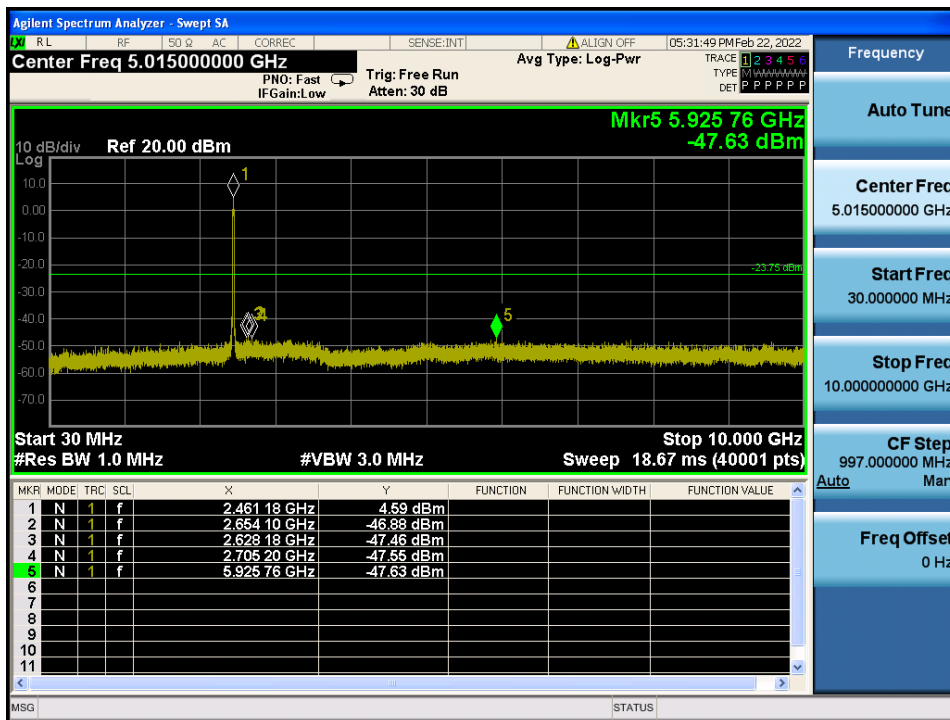 Agilent Spectrum Analyzer - Swept SA
LXI RL RF 50 Ω AC CORREC SENSE:INT ALIGN OFF 05:31:49 PM Feb 22, 2022
Center Freq 5.015000000 GHz
PNO: Fast
IFGain:Low
Trig: Free Run
Atten: 30 dB
Avg Type: Log-Pwr
TRACE 1 2 3 4 5 6
TYPE M
DET P P P P P P
Mkr5 5.925 76 GHz
-47.63 dBm
10 dB/div Ref 20.00 dBm
Log
10.0
0.00
-10.0
-20.0
-30.0
-40.0
-50.0
-60.0
-70.0
1
4
5
-23.75 dBm
Start 30 MHz Stop 10.000 GHz
#Res BW 1.0 MHz #VBW 3.0 MHz Sweep 18.67 ms (40001 pts)
MKR MODE TRC SCL X Y FUNCTION FUNCTION WIDTH FUNCTION VALUE
1 N 1 f 2.461 18 GHz 4.59 dBm
2 N 1 f 2.654 10 GHz -46.88 dBm
3 N 1 f 2.628 18 GHz -47.46 dBm
4 N 1 f 2.705 20 GHz -47.55 dBm
5 N 1 f 5.925 76 GHz -47.63 dBm
6
7
8
9
10
11
MSG STATUS
Frequency
Auto Tune
Center Freq
5.015000000 GHz
Start Freq
30.000000 MHz
Stop Freq
10.000000000 GHz
CF Step
997.000000 MHz
Auto Man
Freq Offset
0 Hz